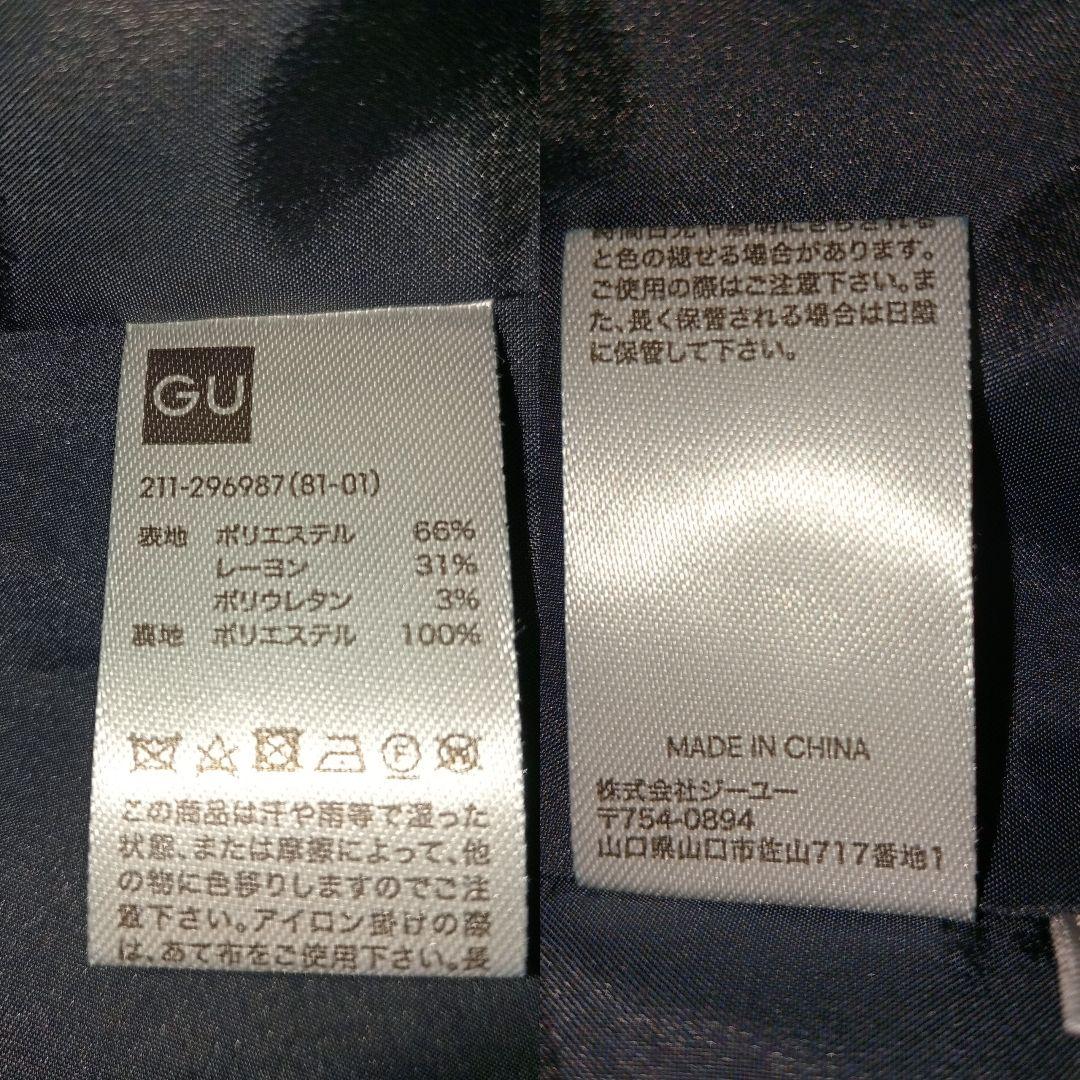 GU
211-296987(81-01)
表地 ポリエステル 66%
レーヨン 31%
ポリウレタン 3%
裏地 ポリエステル 100%
この商品は汗や雨等で湿った
状態、または摩擦によって、他
の物に色移りしますのでご注
意下さい。アイロン掛けの際
は、あて布をご使用下さい。長
と色の褪せる場合があります。
ご使用の際はご注意下さい。ま
た、長く保管される場合は日陰
に保管して下さい。
MADE IN CHINA
株式会社ジーユー
〒754-0894
山口県山口市佐山717番地1